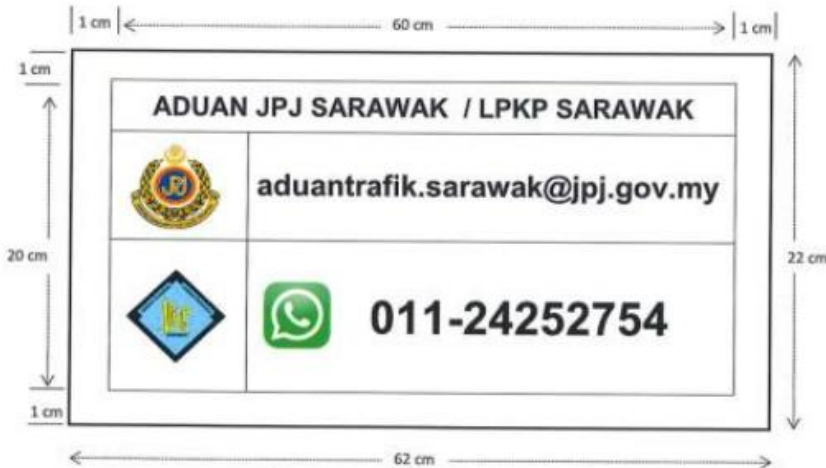 1 cm 60 cm 1 cm
1 cm
ADUAN JPJ SARAWAK / LPKP SARAWAK
JPJ
aduantrafik.sarawak@jpj.gov.my
20 cm
22 cm
011-24252754
1 cm
62 cm